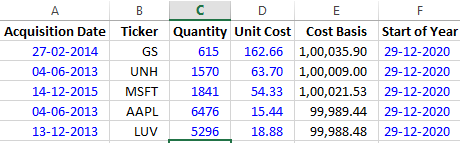 A B C D E F
Acquisition Date Ticker Quantity Unit Cost Cost Basis Start of Year
27-02-2014 GS 615 162.66 1,00,035.90 29-12-2020
04-06-2013 UNH 1570 63.70 1,00,009.00 29-12-2020
14-12-2015 MSFT 1841 54.33 1,00,021.53 29-12-2020
04-06-2013 AAPL 6476 15.44 99,989.44 29-12-2020
13-12-2013 LUV 5296 18.88 99,988.48 29-12-2020